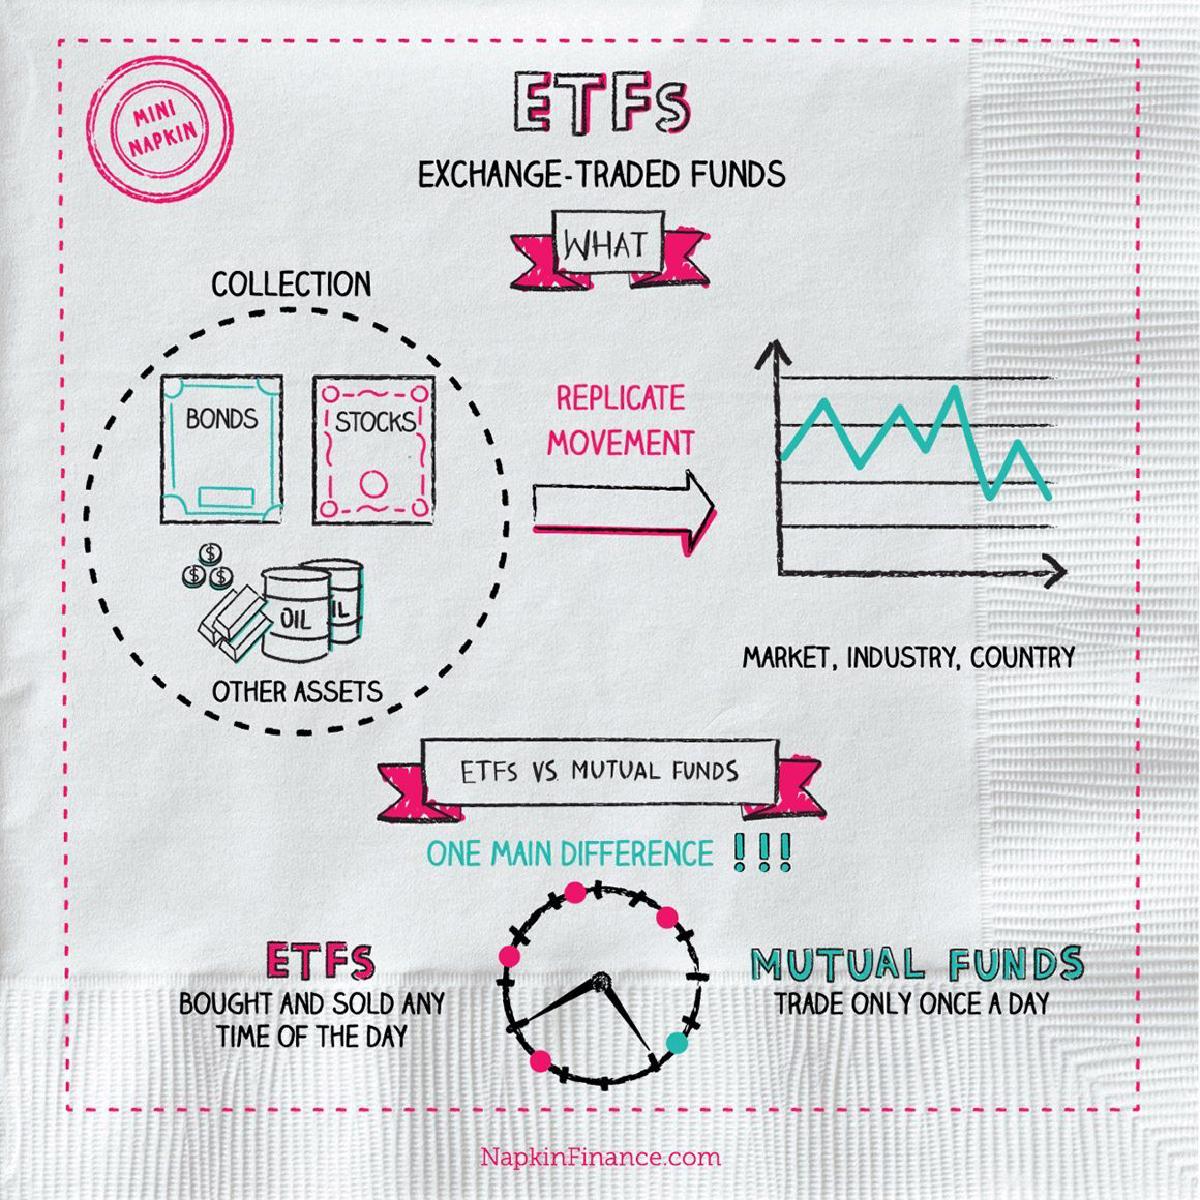 MINI
NAPKIN
ETFs
EXCHANGE-TRADED FUNDS
WHAT
COLLECTION
BONDS
STOCKS
$
$ $
OIL
IL
OTHER ASSETS
REPLICATE
MOVEMENT
MARKET, INDUSTRY, COUNTRY
ETFs VS MUTUAL FUNDS
ONE MAIN DIFFERENCE !!!
ETFs
BOUGHT AND SOLD ANY
TIME OF THE DAY
MUTUAL FUNDS
TRADE ONLY ONCE A DAY
NapkinFinance.com